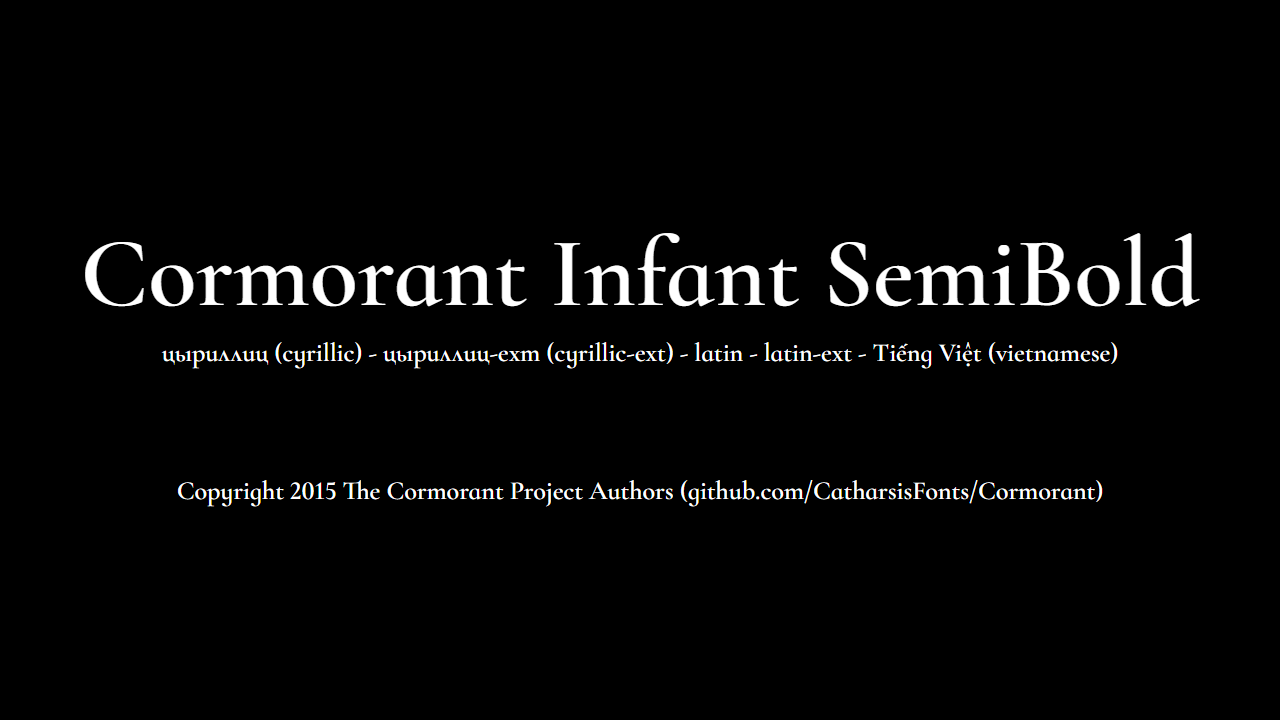 Cormorant Infant SemiBold
цыриллиц (cyrillic) - цыриллиц-ext (cyrillic-ext) - latin - latin-ext - Tiếng Việt (vietnamese)
Copyright 2015 The Cormorant Project Authors (github.com/CatharsisFonts/Cormorant)